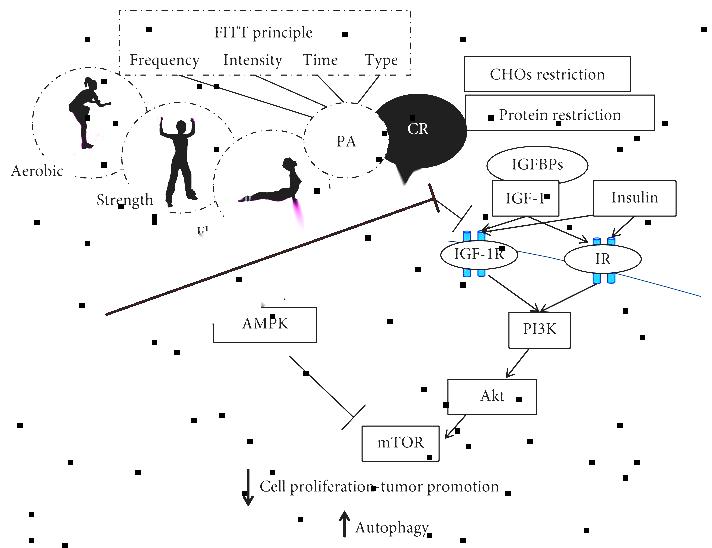 FITT principle
Frequency Intensity Time Type
CHOs restriction
Protein restriction
CR
PA
Aerobic
Strength
IGFBPs
IGF-1
Insulin
IGF-1R
IR
AMPK
PI3K
Akt
mTOR
Cell proliferation-tumor promotion
Autophagy